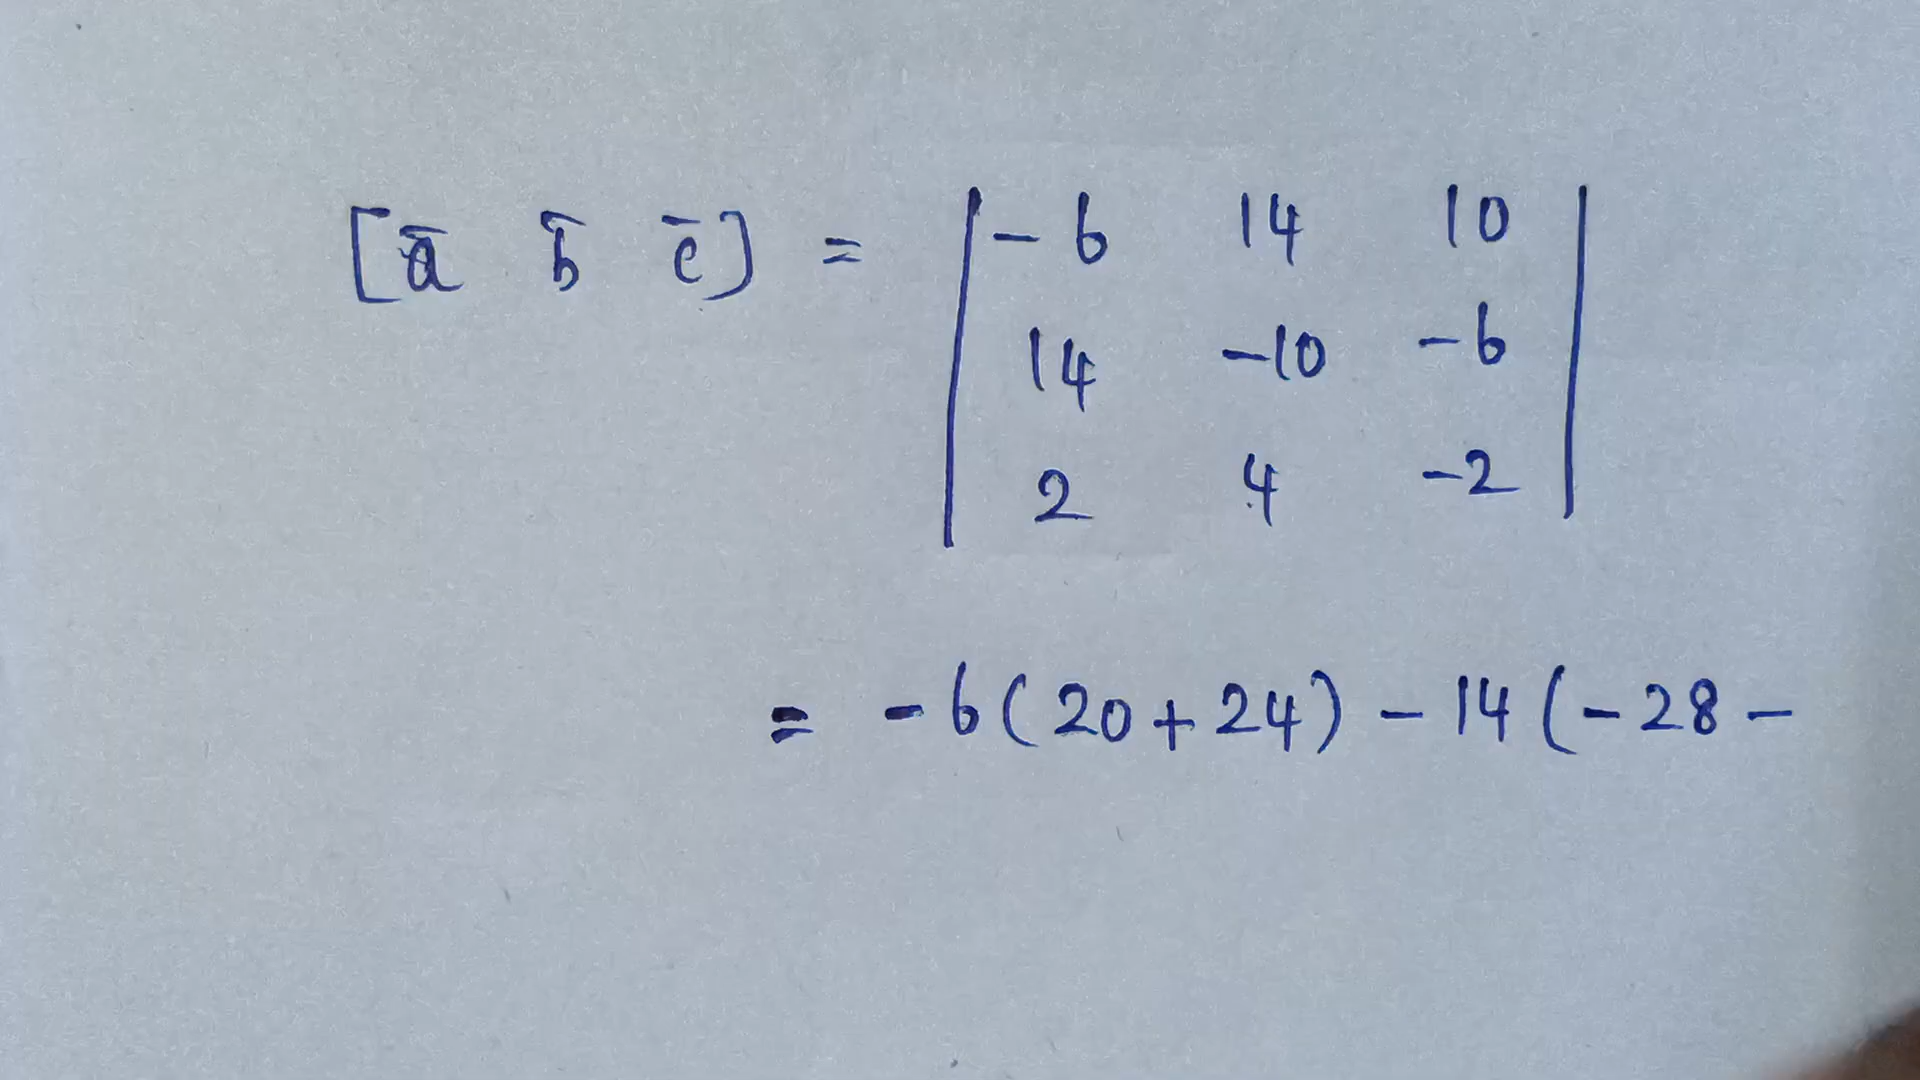 [ā b̄ c̄] = | -6 14 10 |
14 -10 -6
2 4 -2
= -6(20+24) - 14(-28 -